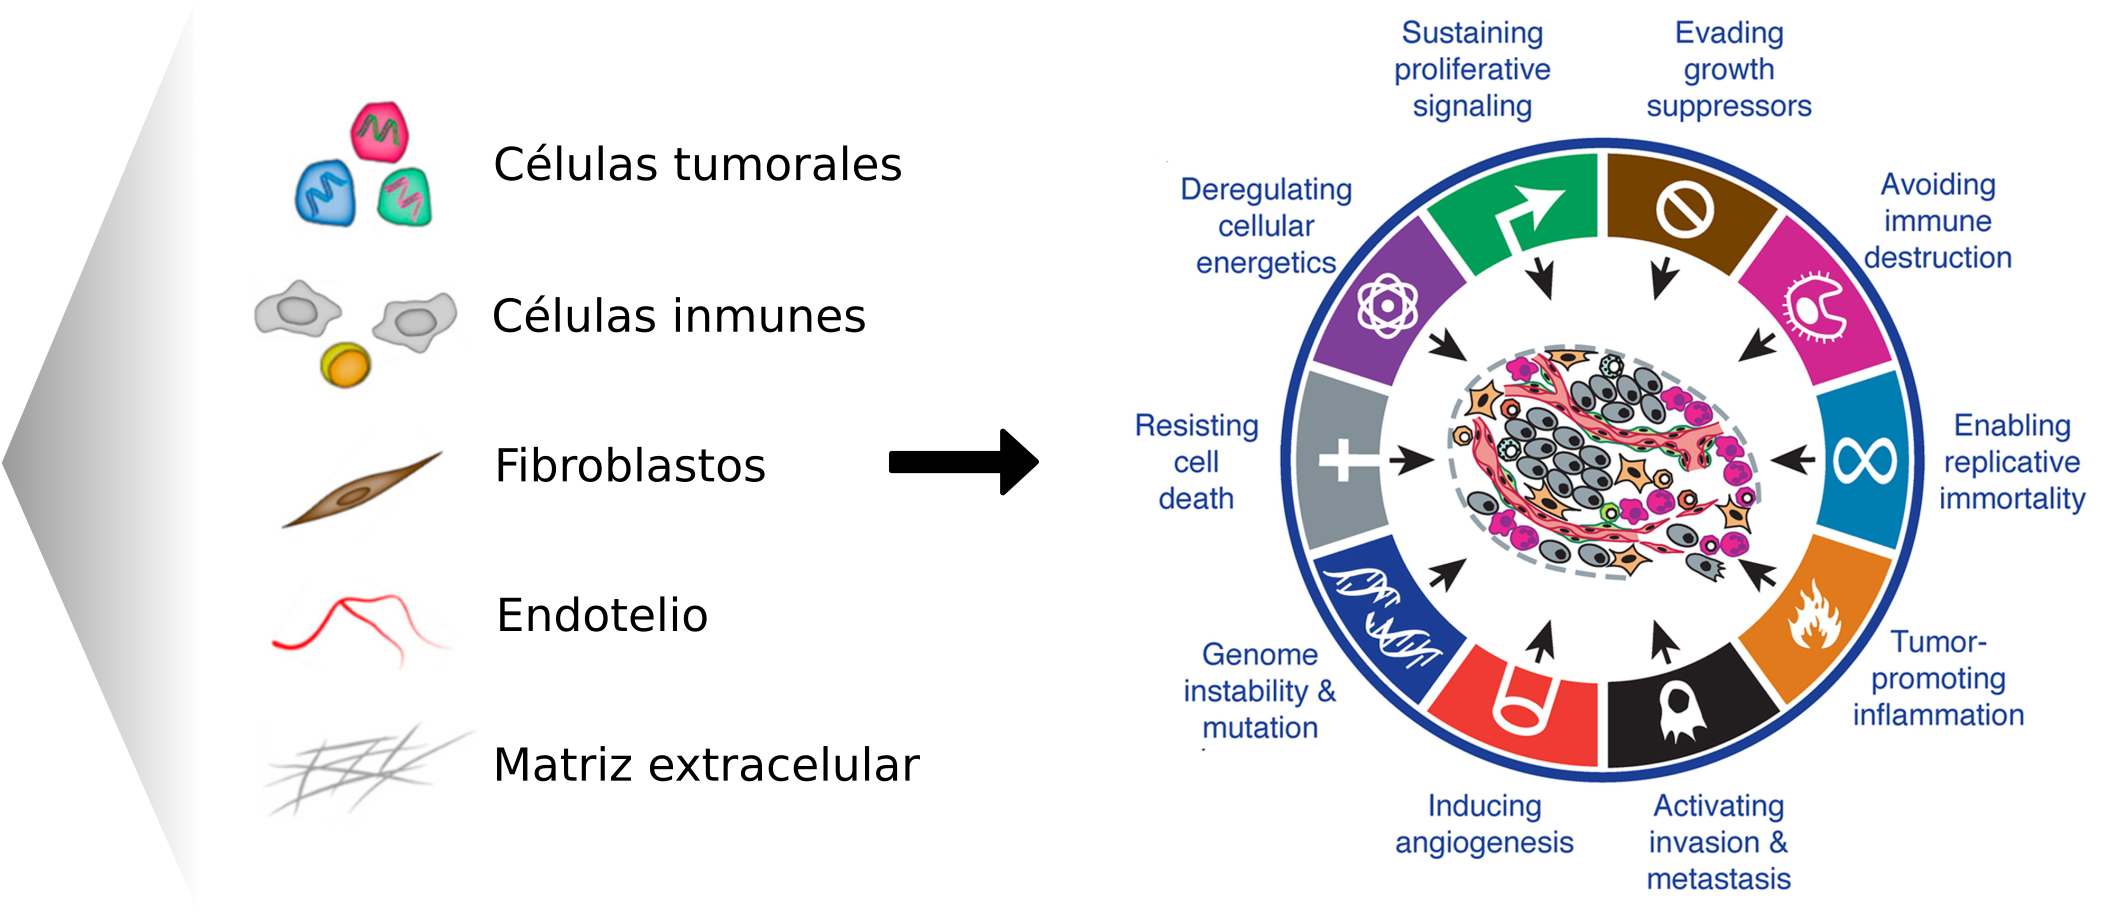 Células tumorales
Células inmunes
Fibroblastos
Endotelio
Matriz extracelular
Sustaining
proliferative
signaling
Evading
growth
suppressors
Avoiding
immune
destruction
Enabling
replicative
immortality
Tumor-
promoting
inflammation
Activating
invasion &
metastasis
Inducing
angiogenesis
Genome
instability &
mutation
Resisting
cell
death
Deregulating
cellular
energetics